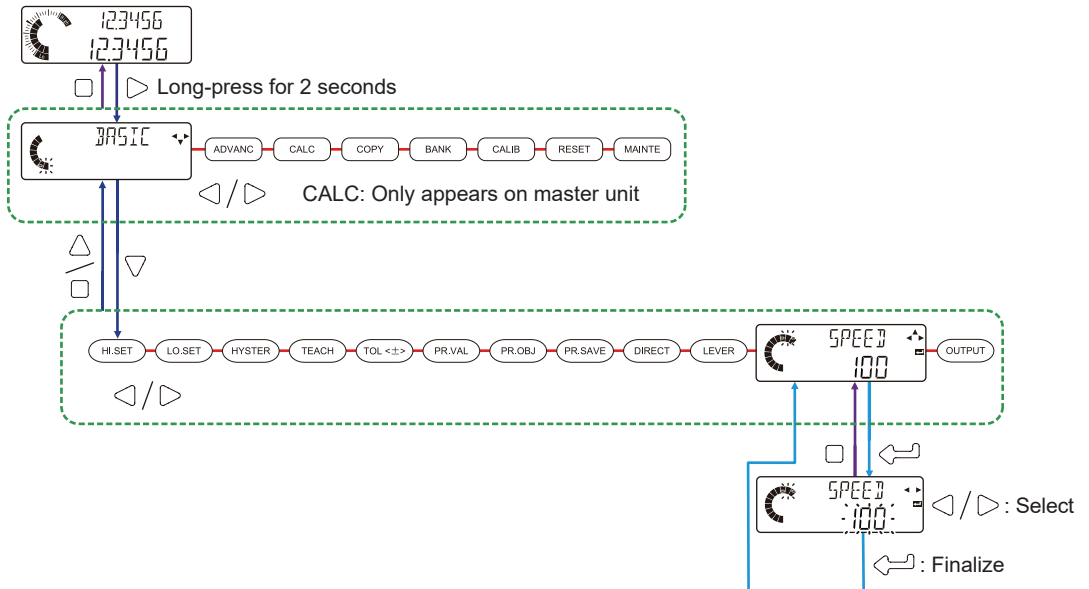 12.3456
12.3456
Long-press for 2 seconds
BASIC
ADVANC CALC COPY BANK CALIB RESET MAINTE
/ CALC: Only appears on master unit
HI.SET LO.SET HYSTER TEACH TOL <±> PR.VAL PR.OBJ PR.SAVE DIRECT LEVER SPEED OUTPUT
100
/
SPEED
100
/ : Select
: Finalize